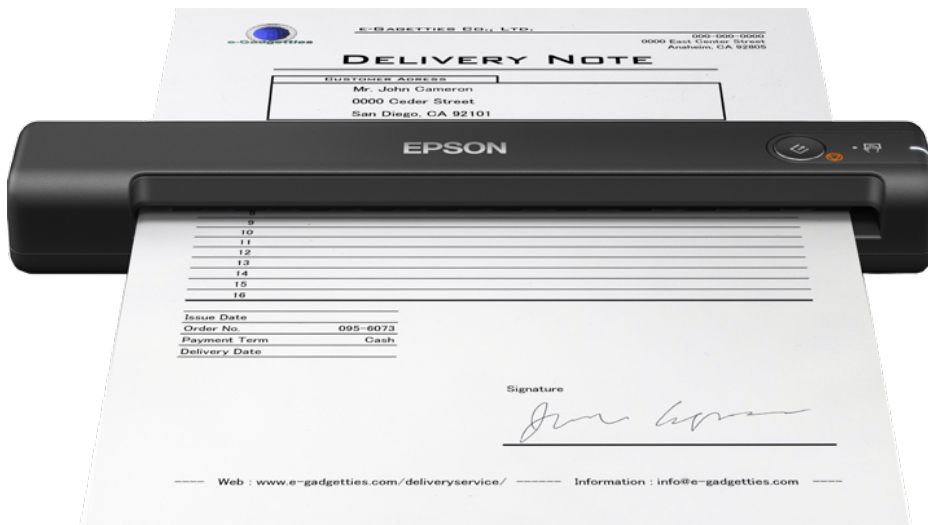 e-Gadgetties
E-GADGETTIES CO., LTD.
000-000-0000
0000 East Center Street
Anaheim, CA 92805
DELIVERY NOTE
CUSTOMER ADRESS
Mr. John Cameron
0000 Ceder Street
San Diego, CA 92101
EPSON
8
9
10
11
12
13
14
15
16
Issue Date
Order No. 095-6073
Payment Term Cash
Delivery Date
Signature
Web : www.e-gadgetties.com/deliveryservice/ Information : info@e-gadgetties.com